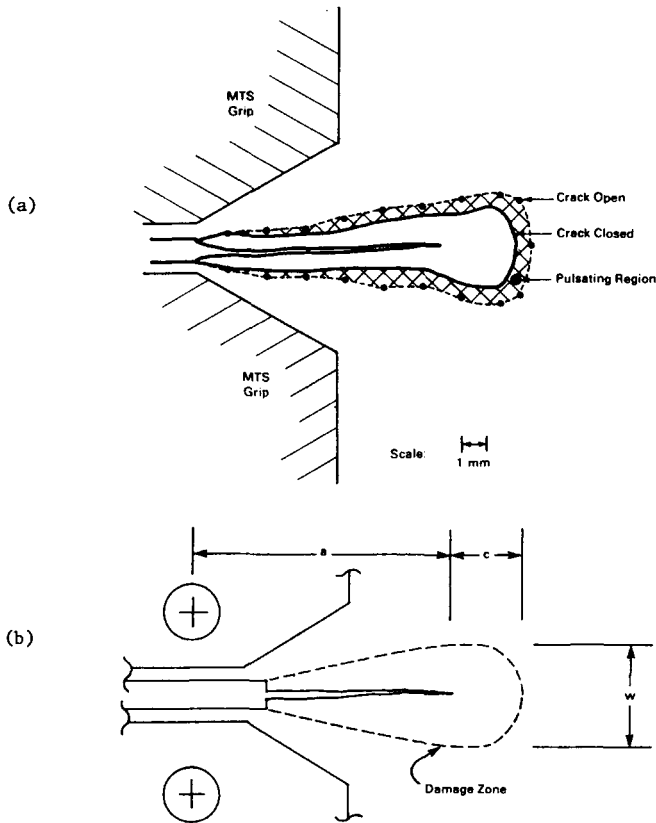 (a)
MTS
Grip
Crack Open
Crack Closed
Pulsating Region
MTS
Grip
Scale:
1 mm
(b)
a
c
w
Damage Zone